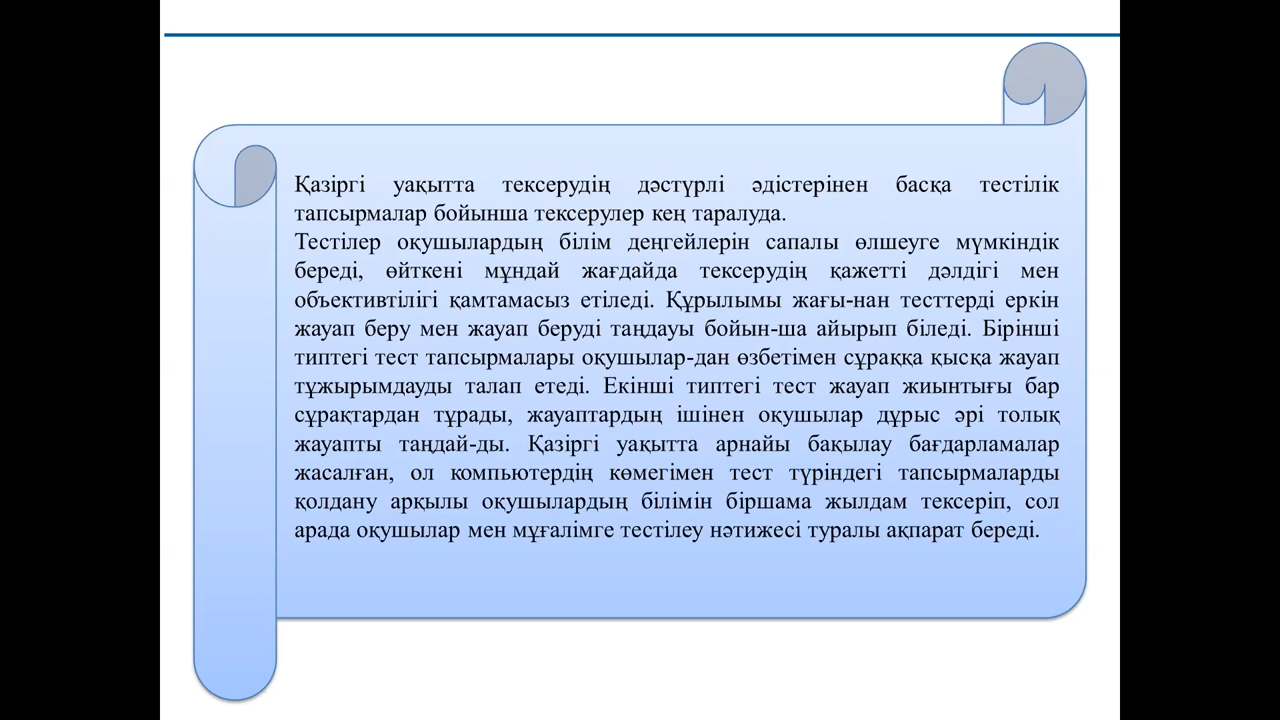 Қазіргі уақытта тексерудің дәстүрлі әдістерінен басқа тестілік
тапсырмалар бойынша тексерулер кең таралуда.
Тестілер оқушылардың білім деңгейлерін сапалы өлшеуге мүмкіндік
береді, өйткені мұндай жағдайда тексерудің қажетті дәлдігі мен
объективтілігі қамтамасыз етіледі. Құрылымы жағы-нан тесттерді еркін
жауап беру мен жауап беруді таңдауы бойын-ша айырып біледі. Бірінші
типтегі тест тапсырмалары оқушылар-дан өзбетімен сұраққа қысқа жауап
тұжырымдауды талап етеді. Екінші типтегі тест жауап жиынтығы бар
сұрақтардан тұрады, жауаптардың ішінен оқушылар дұрыс әрі толық
жауапты таңдай-ды. Қазіргі уақытта арнайы бақылау бағдарламалар
жасалған, ол компьютердің көмегімен тест түріндегі тапсырмаларды
қолдану арқылы оқушылардың білімін біршама жылдам тексеріп, сол
арада оқушылар мен мұғалімге тестілеу нәтижесі туралы ақпарат береді.